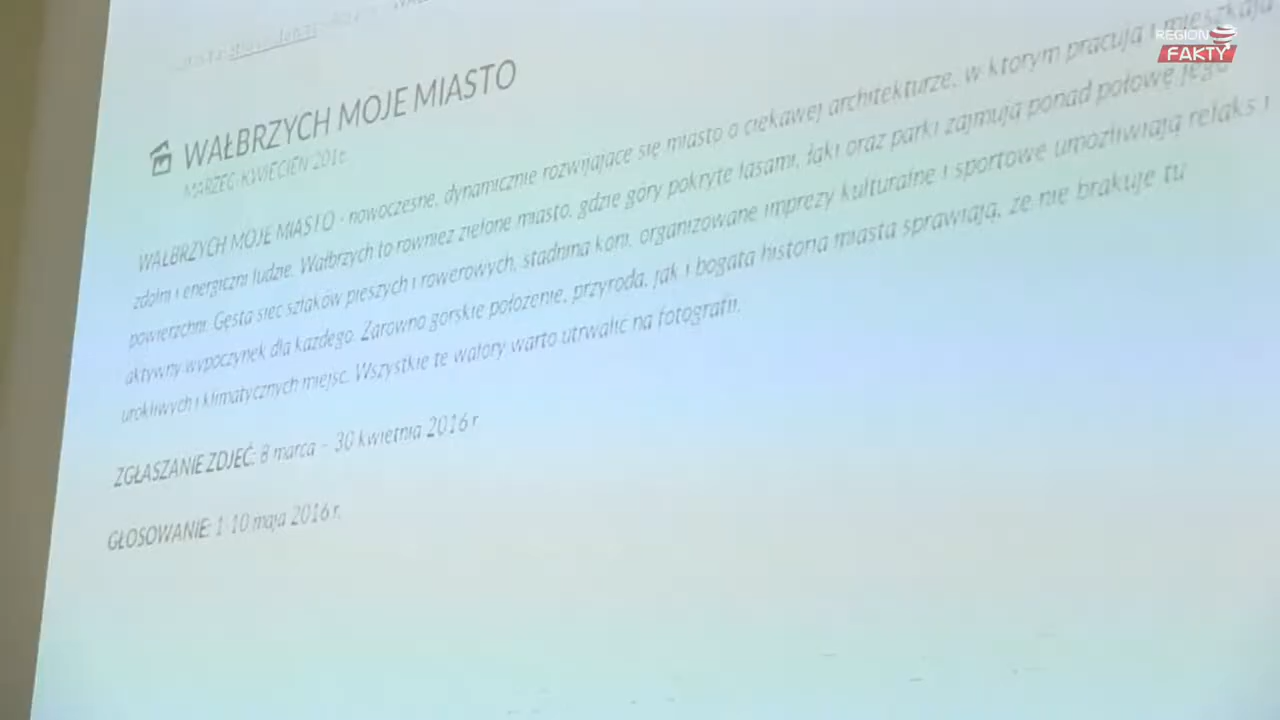 REGION
FAKTY
WAŁBRZYCH MOJE MIASTO
MARZEC-KWIECIEŃ 2016
WAŁBRZYCH MOJE MIASTO - nowoczesne, dynamicznie rozwijające się miasto o ciekawej architekturze, w którym pracują i mieszkają
zdolni i energiczni ludzie. Wałbrzych to również zielone miasto, gdzie góry pokryte lasami, łąki oraz parki zajmują ponad połowę jego
powierzchni. Gęsta sieć szlaków pieszych i rowerowych, stadnina koni, organizowane imprezy kulturalne i sportowe umożliwiają relaks i
aktywny wypoczynek dla każdego. Zarówno górskie położenie, przyroda, jak i bogata historia miasta sprawiają, że nie brakuje tu
urokliwych i klimatycznych miejsc. Wszystkie te walory warto utrwalić na fotografii.
ZGŁASZANIE ZDJĘĆ: 8 marca – 30 kwietnia 2016 r
GŁOSOWANIE: 1-10 maja 2016 r.